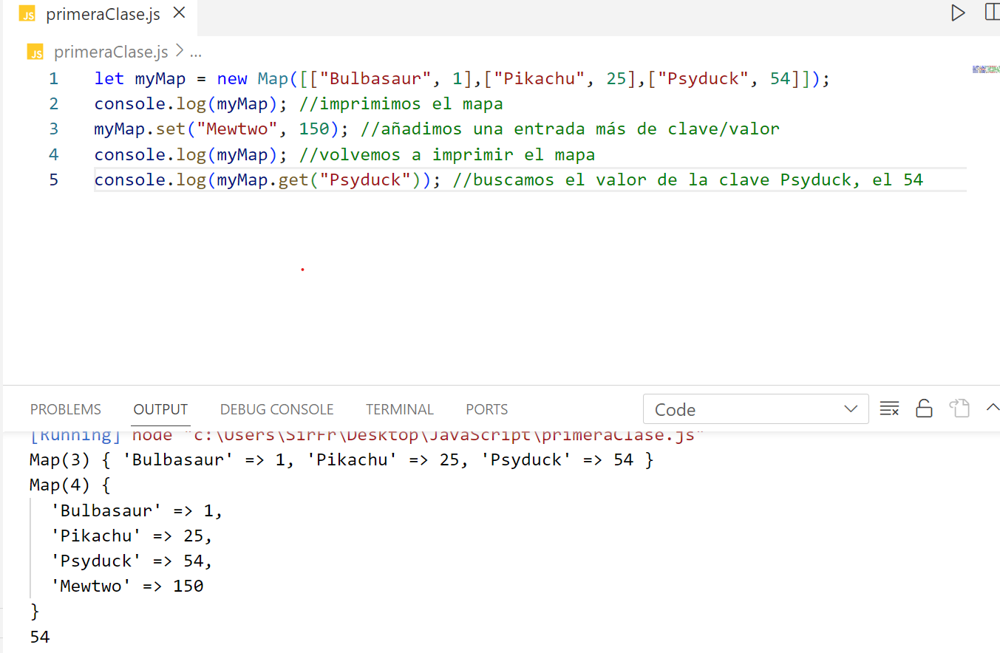 JS primeraClase.js
JS primeraClase.js > ...
1 let myMap = new Map([["Bulbasaur", 1],["Pikachu", 25],["Psyduck", 54]]);
2 console.log(myMap); //imprimimos el mapa
3 myMap.set("Mewtwo", 150); //añadimos una entrada más de clave/valor
4 console.log(myMap); //volvemos a imprimir el mapa
5 console.log(myMap.get("Psyduck")); //buscamos el valor de la clave Psyduck, el 54
PROBLEMS OUTPUT DEBUG CONSOLE TERMINAL PORTS Code
[Running] node "c:\Users\SirFr\Desktop\JavaScript\primeraClase.js"
Map(3) { 'Bulbasaur' => 1, 'Pikachu' => 25, 'Psyduck' => 54 }
Map(4) {
  'Bulbasaur' => 1,
  'Pikachu' => 25,
  'Psyduck' => 54,
  'Mewtwo' => 150
}
54